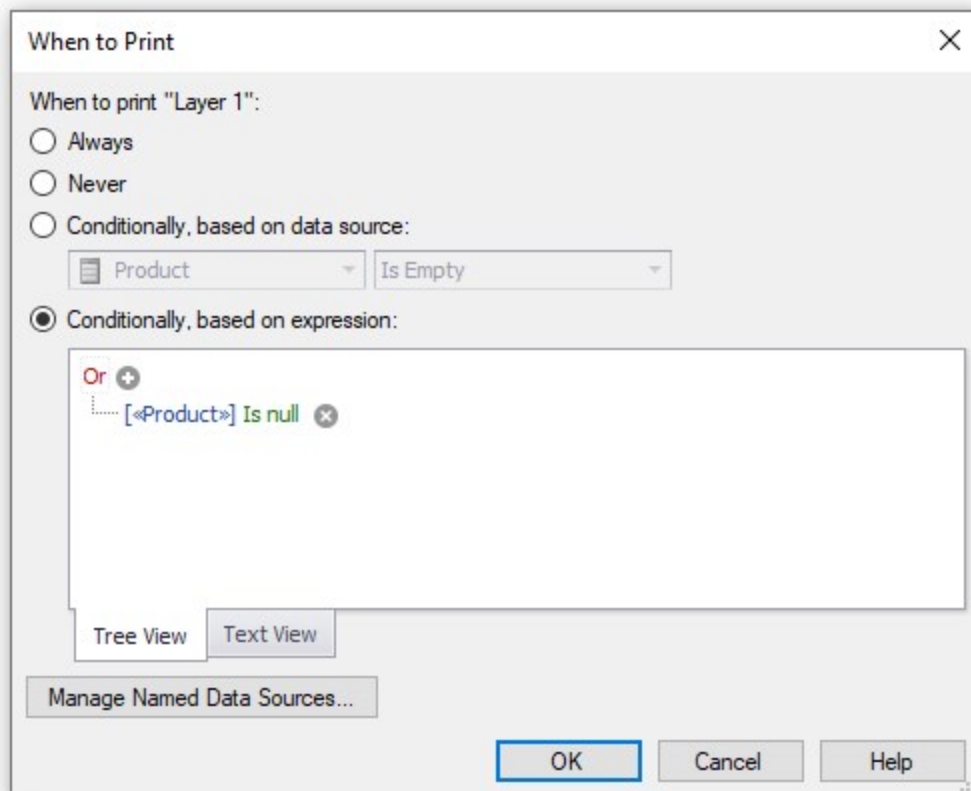 When to Print
When to print "Layer 1":
Always
Never
Conditionally, based on data source:
Product Is Empty
Conditionally, based on expression:
Or
[«Product»] Is null
Tree View Text View
Manage Named Data Sources...
OK Cancel Help